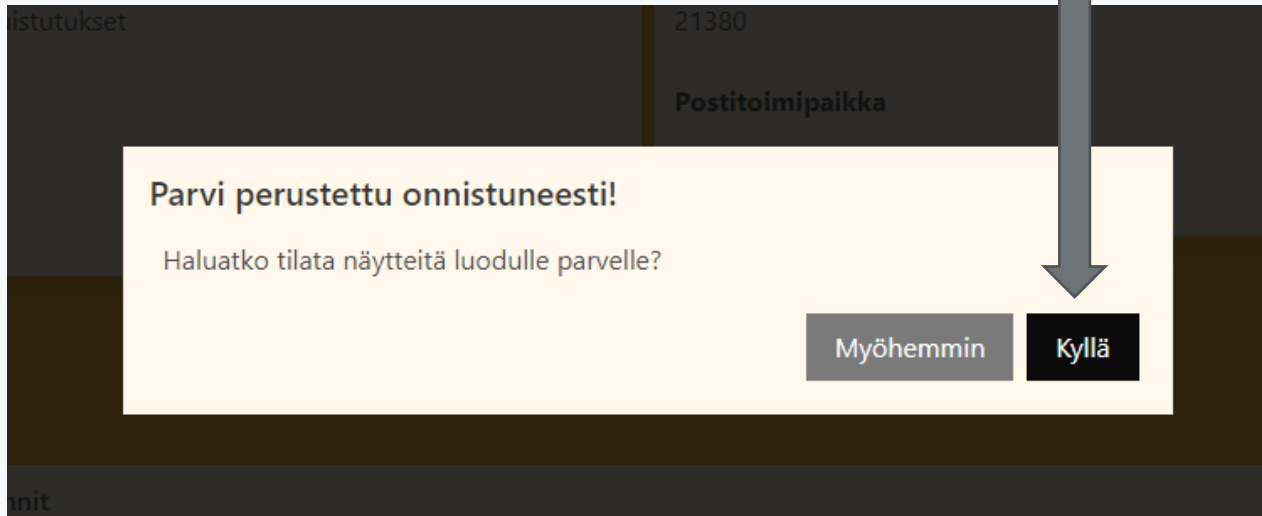 istutukset
21380
Postitoimipaikka
Parvi perustettu onnistuneesti!
Haluatko tilata näytteitä luodulle parvelle?
Myöhemmin
Kyllä
nnit